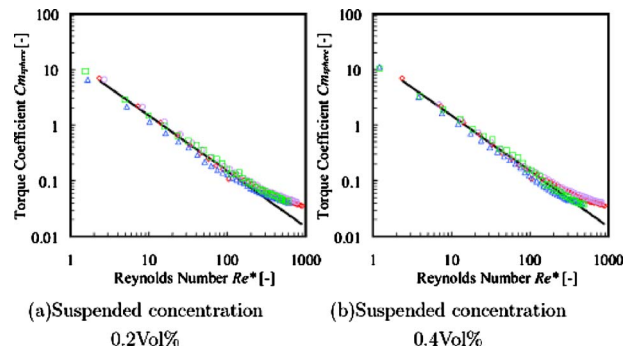 100
10
1
0.1
0.01
Torque Coefficient Cm_sphere [-]
1 10 100 1000
Reynolds Number Re* [-]
(a)Suspended concentration
0.2Vol%
100
10
1
0.1
0.01
Torque Coefficient Cm_sphere [-]
1 10 100 1000
Reynolds Number Re* [-]
(b)Suspended concentration
0.4Vol%